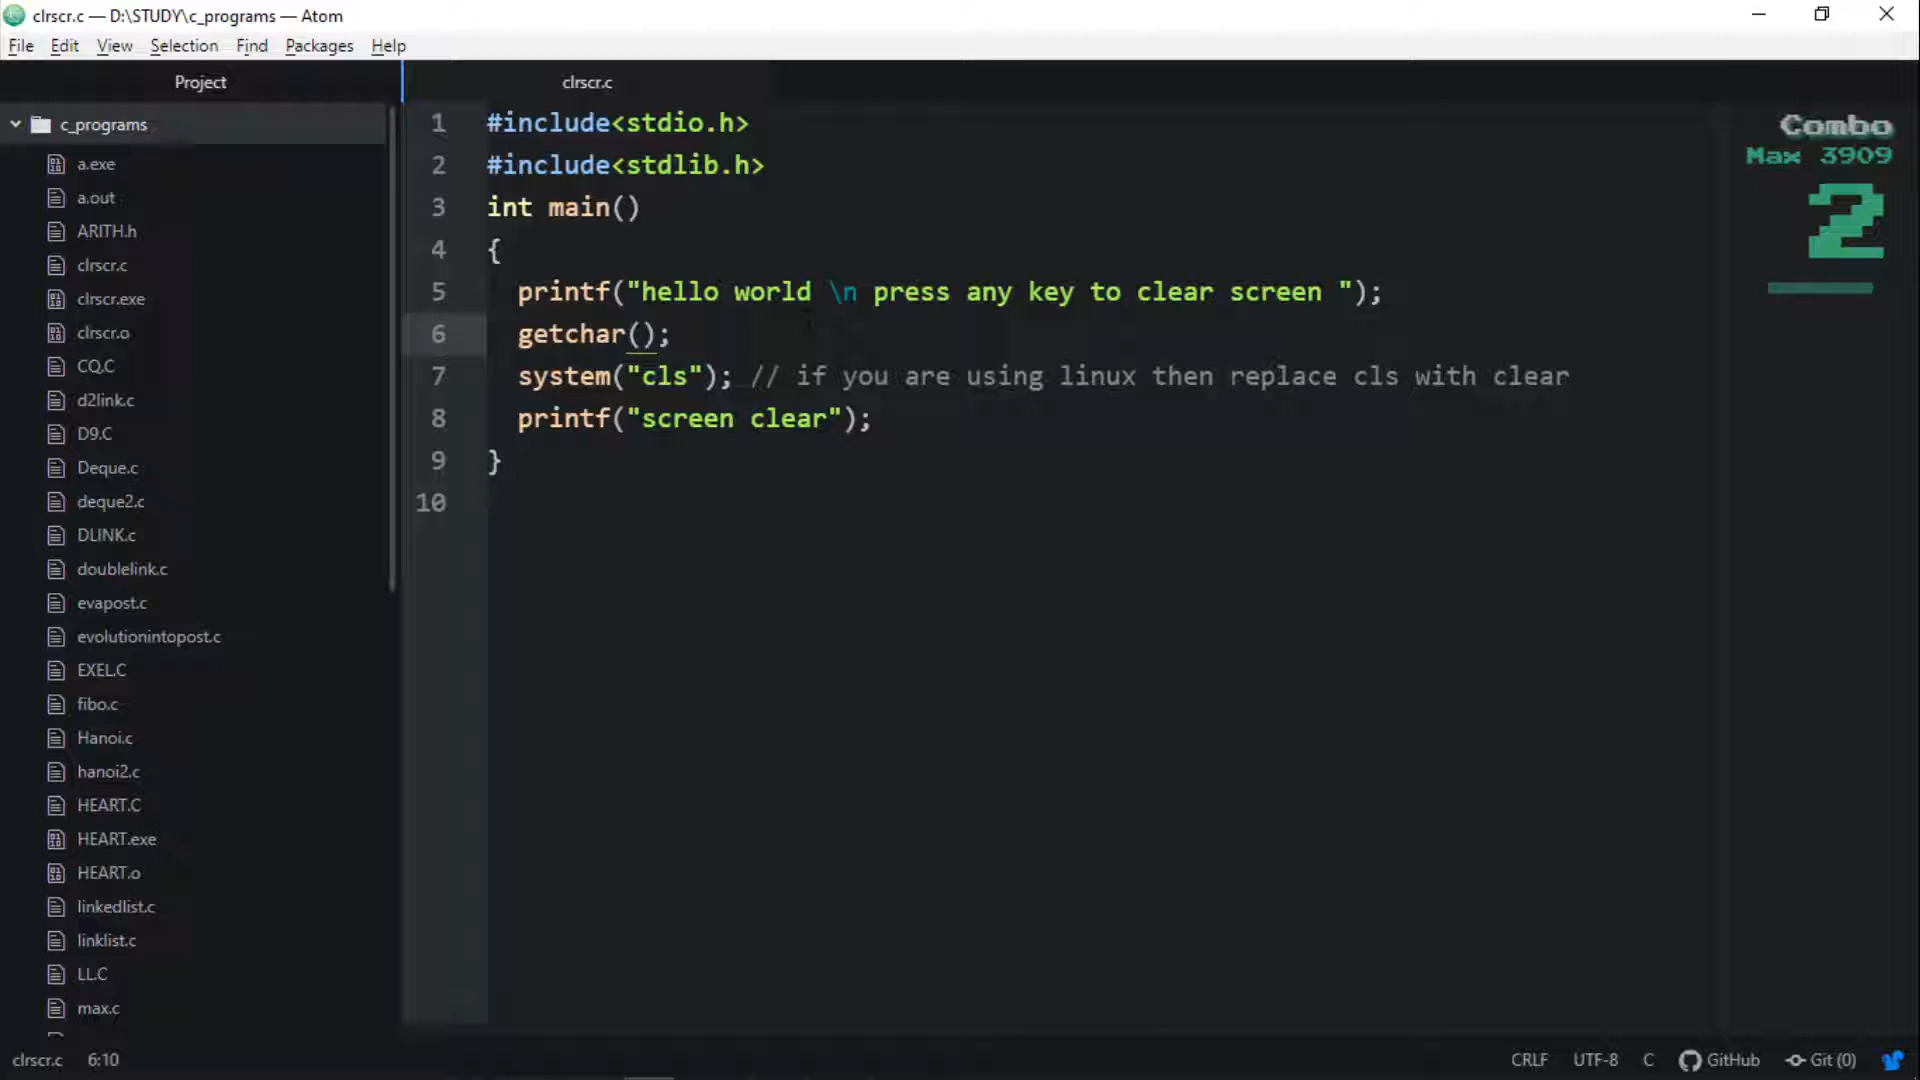 clrscr.c — D:\STUDY\c_programs — Atom
File Edit View Selection Find Packages Help
Project
clrscr.c
c_programs
a.exe
a.out
ARITH.h
clrscr.c
clrscr.exe
clrscr.o
CQ.C
d2link.c
D9.C
Deque.c
deque2.c
DLINK.c
doublelink.c
evapost.c
evolutionintopost.c
EXEL.C
fibo.c
Hanoi.c
hanoi2.c
HEART.C
HEART.exe
HEART.o
linkedlist.c
linklist.c
LL.C
max.c
1 #include<stdio.h>
2 #include<stdlib.h>
3 int main()
4 {
5 printf("hello world \n press any key to clear screen ");
6 getchar();
7 system("cls"); // if you are using linux then replace cls with clear
8 printf("screen clear");
9 }
10
Combo
Max 3909
2
clrscr.c 6:10
CRLF UTF-8 C GitHub Git (0)